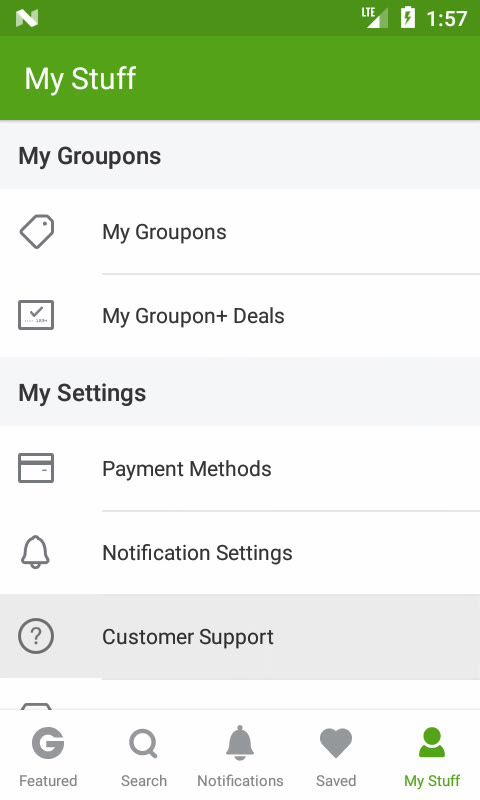 LTE 1:57
My Stuff
My Groupons
My Groupons
My Groupon+ Deals
My Settings
Payment Methods
Notification Settings
? Customer Support
G
Featured Search Notifications Saved My Stuff